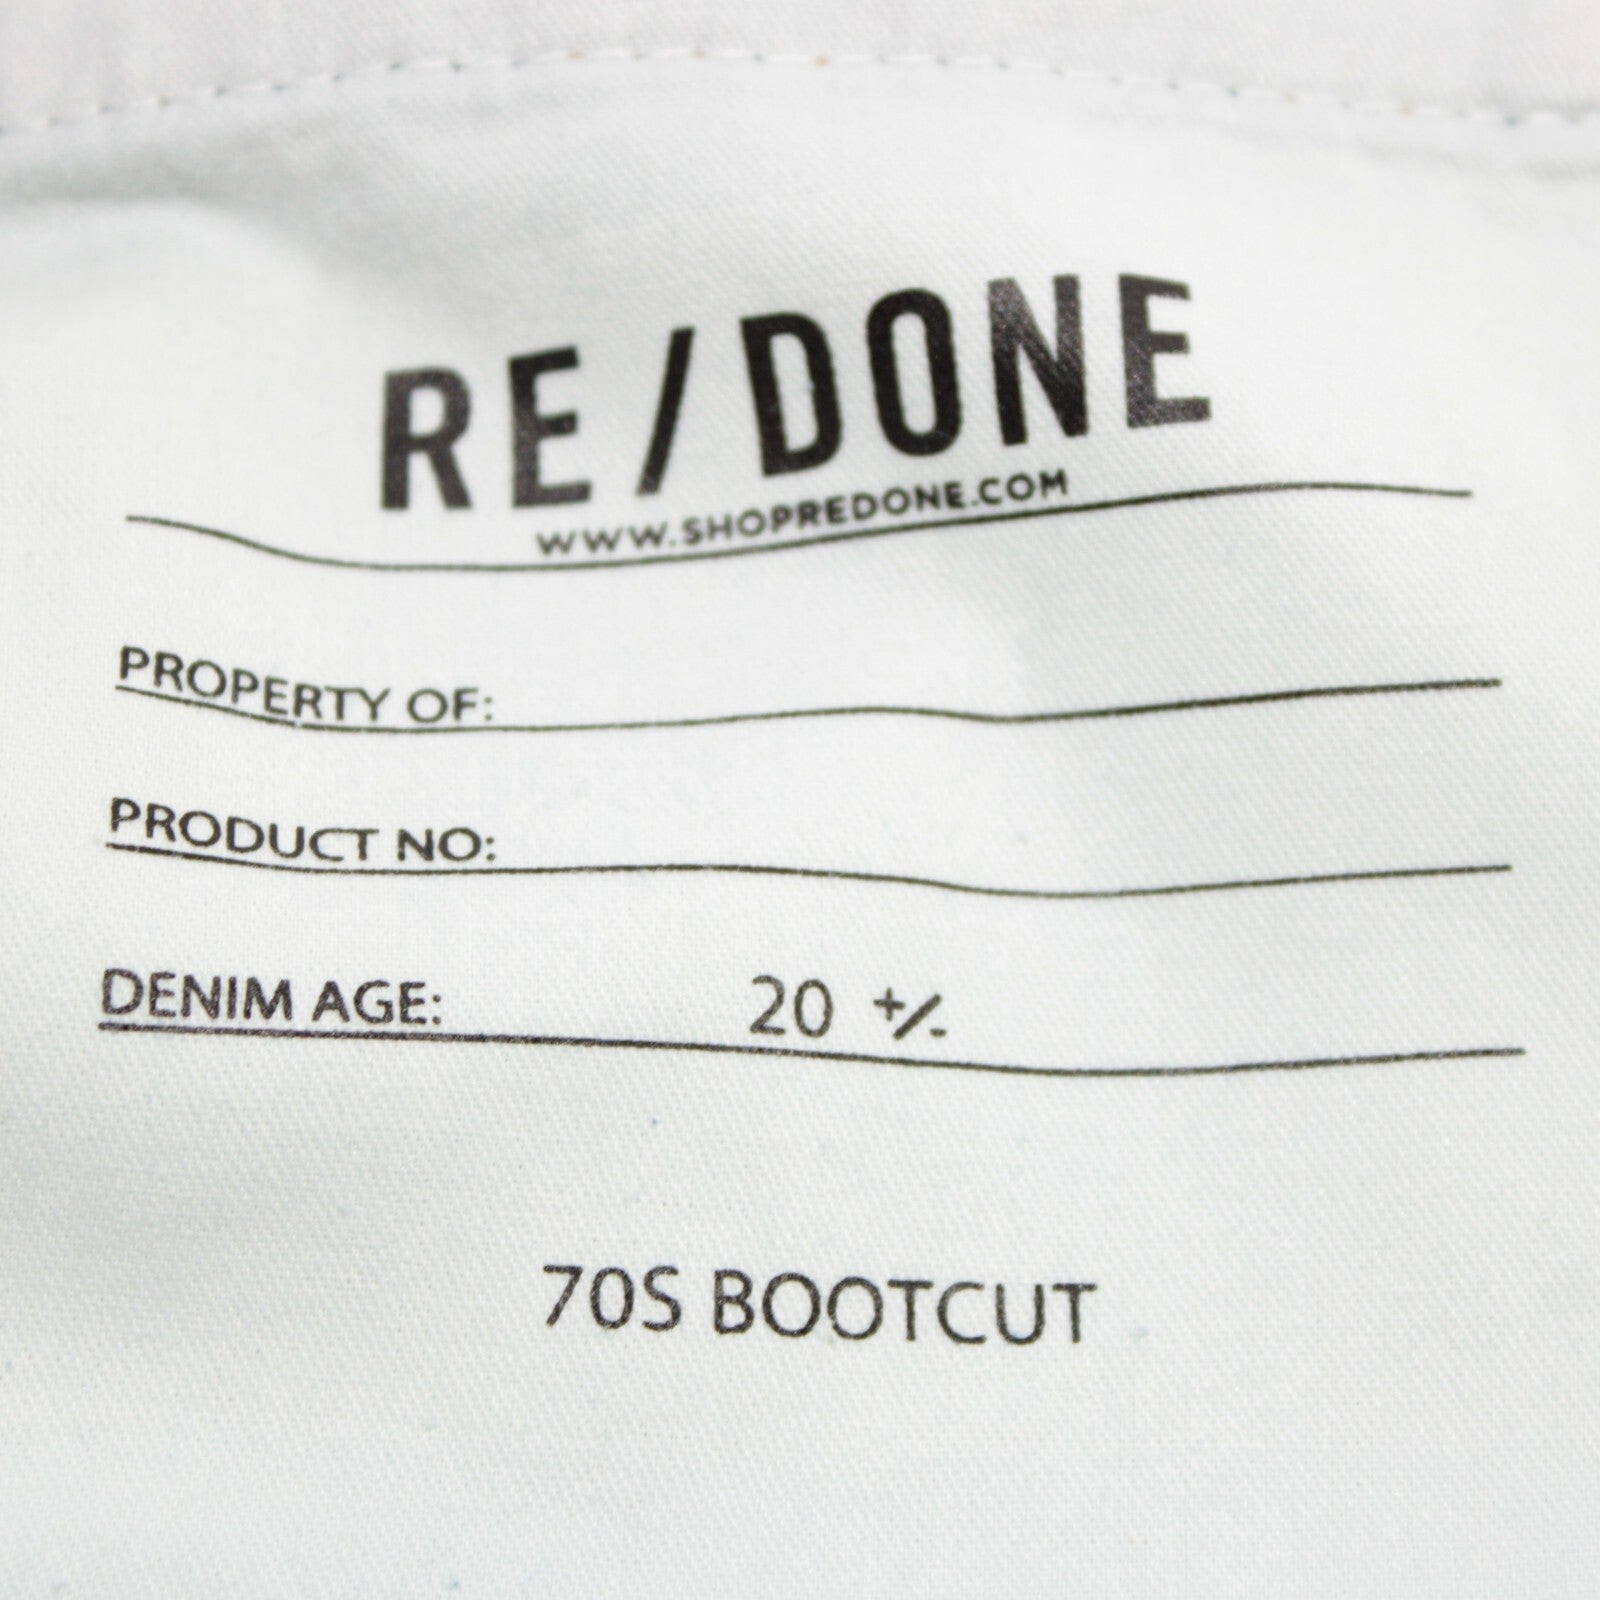 RE/DONE
WWW.SHOPREDONE.COM
PROPERTY OF:
PRODUCT NO:
DENIM AGE: 20 +/-
70S BOOTCUT